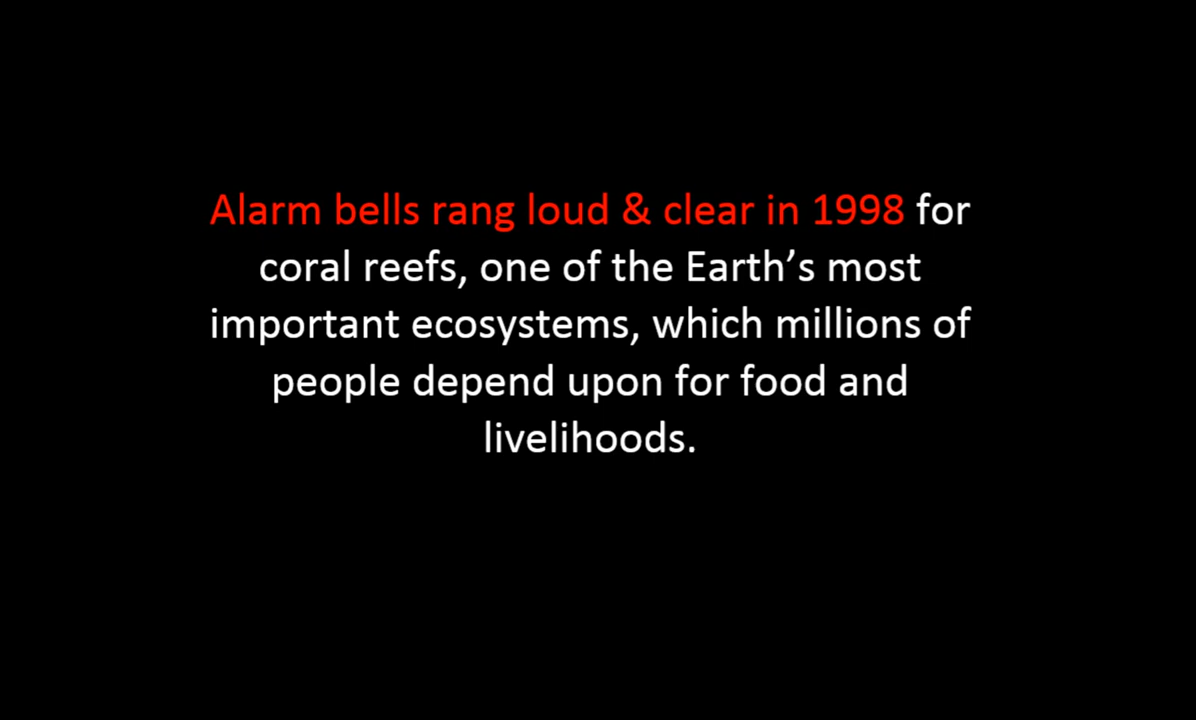 Alarm bells rang loud & clear in 1998 for
coral reefs, one of the Earth’s most
important ecosystems, which millions of
people depend upon for food and
livelihoods.